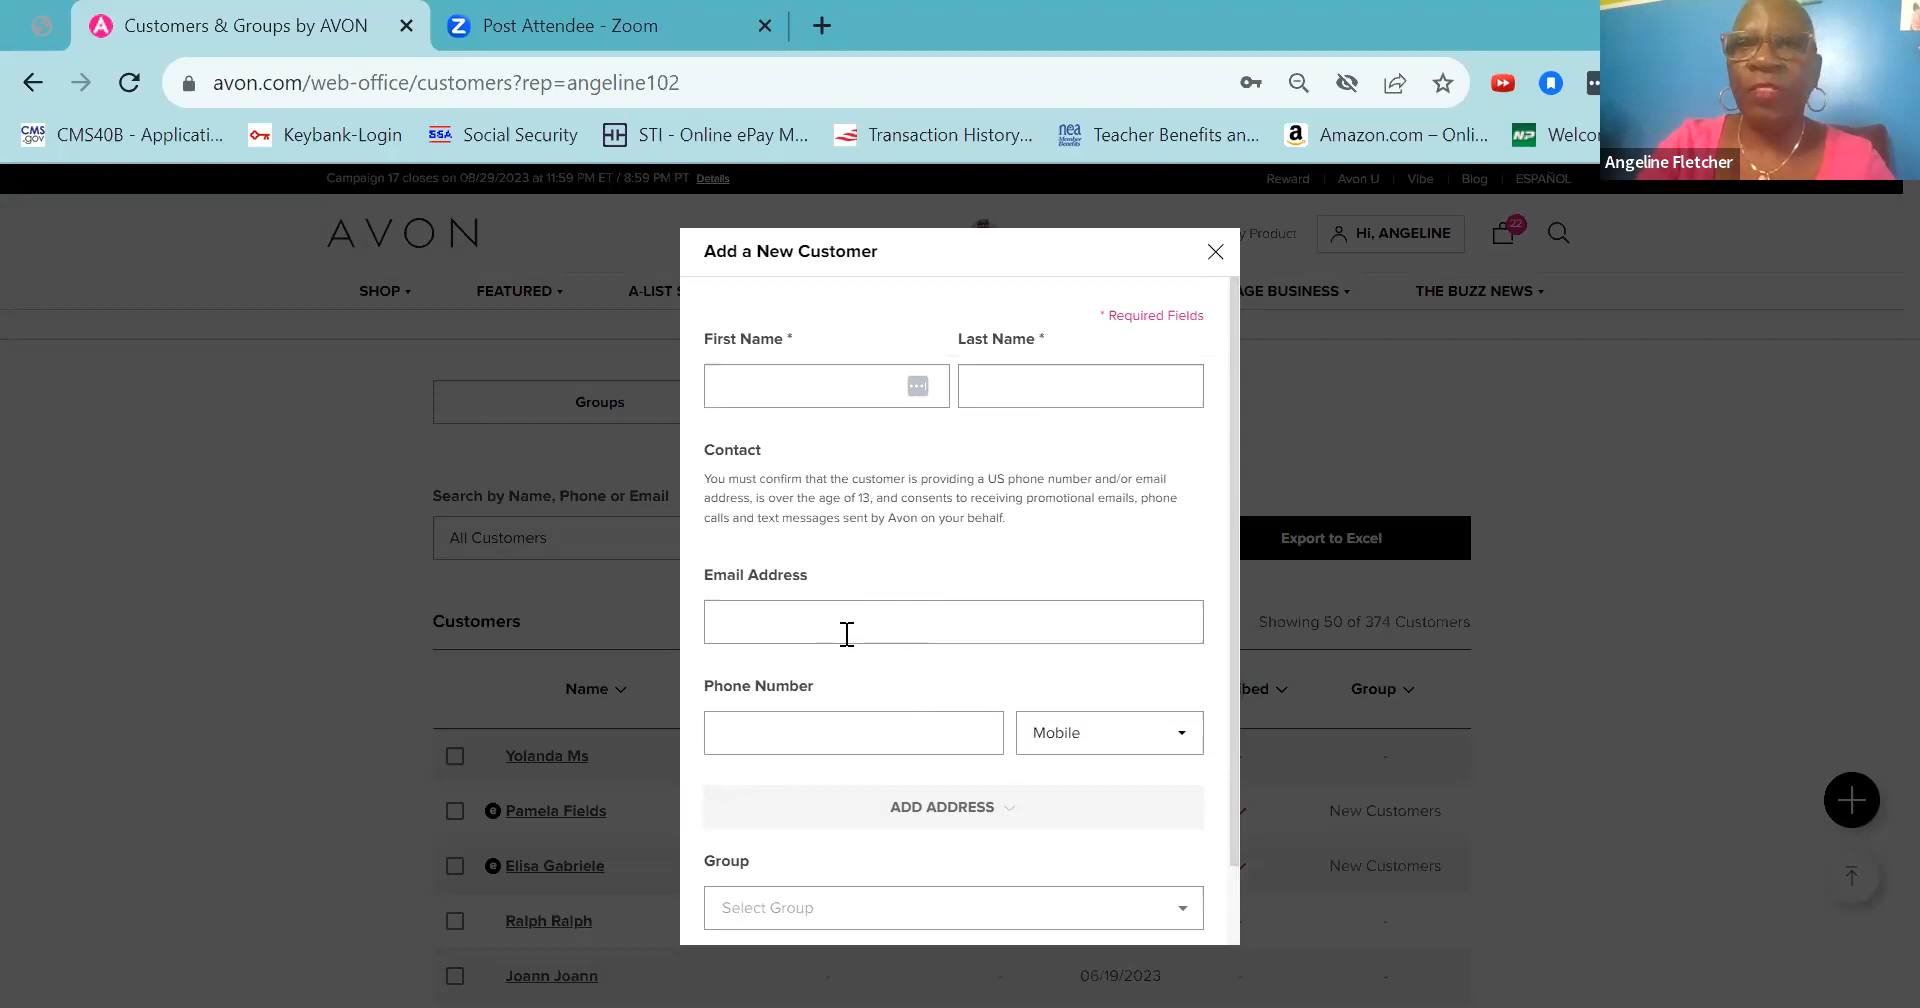 Customers & Groups by AVON
Post Attendee - Zoom
avon.com/web-office/customers?rep=angeline102
CMS.gov CMS40B - Applicati... Keybank-Login SSA Social Security STI - Online ePay M... Transaction History... nea Member Benefits Teacher Benefits an... Amazon.com – Onli... NP Welco
Angeline Fletcher
Campaign 17 closes on 08/29/2023 at 11:59 PM ET / 8:59 PM PT Details
Reward Avon U Vibe Blog ESPAÑOL
AVON
y Product Hi, ANGELINE 22
SHOP FEATURED A-LIST S AGE BUSINESS THE BUZZ NEWS
Add a New Customer
* Required Fields
First Name * Last Name *
Groups
Contact
You must confirm that the customer is providing a US phone number and/or email
address, is over the age of 13, and consents to receiving promotional emails, phone
calls and text messages sent by Avon on your behalf.
Search by Name, Phone or Email
All Customers
Export to Excel
Email Address
Customers
Showing 50 of 374 Customers
Phone Number
Name bed Group
Mobile
Yolanda Ms - -
ADD ADDRESS
Pamela Fields New Customers
Group
Elisa Gabriele New Customers
Select Group
Ralph Ralph - -
Joann Joann - - 06/19/2023 - -